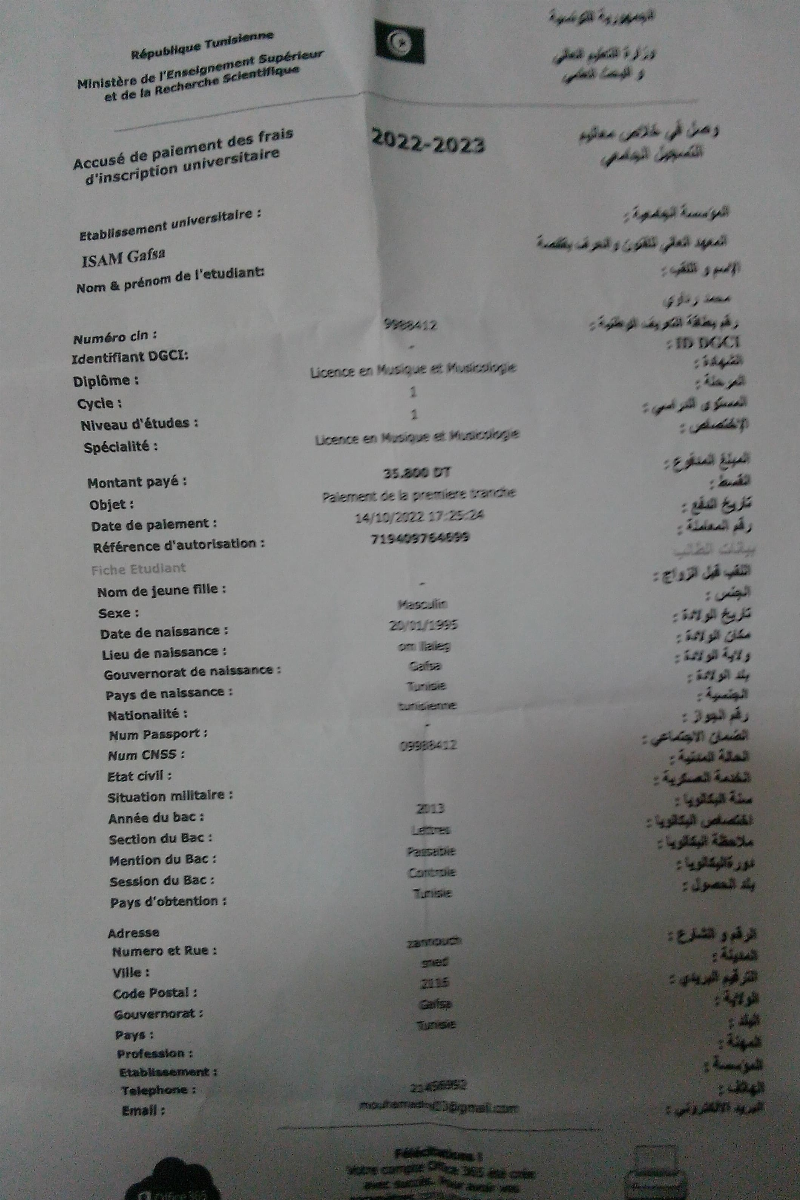 République Tunisienne
Ministère de l'Enseignement Supérieur
et de la Recherche Scientifique
الجمهورية التونسية
وزارة التعليم العالي
و البحث العلمي
Accusé de paiement des frais
d'inscription universitaire
2022-2023
وصل في خلاص معاليم
التسجيل الجامعي
Etablissement universitaire :
المؤسسة الجامعية :
ISAM Gafsa
المعهد العالي للفنون و الحرف بقفصة
Nom & prénom de l'etudiant:
الإسم و اللقب :
محمد رداوي
Numéro cin : 9988412 رقم بطاقة التعريف الوطنية :
Identifiant DGCI: - ID DGCI :
Diplôme : Licence en Musique et Musicologie الشهادة :
Cycle : 1 المرحلة :
Niveau d'études : 1 المستوى الدراسي :
Spécialité : Licence en Musique et Musicologie الإختصاص :
Montant payé : 35.800 DT المبلغ المدفوع :
Objet : Paiement de la premiere tranche القسط :
Date de paiement : 14/10/2022 17:25:24 تاريخ الدفع :
Référence d'autorisation : 719409764699 رقم المعاملة :
Fiche Etudiant بيانات الطالب
Nom de jeune fille : - اللقب قبل الزواج :
Sexe : Masculin الجنس :
Date de naissance : 20/01/1995 تاريخ الولادة :
Lieu de naissance : om مكان الولادة :
Gouvernorat de naissance : Gafsa ولاية الولادة :
Pays de naissance : Tunisie بلد الولادة :
Nationalité : tunisienne الجنسية :
Num Passport : - رقم الجواز :
Num CNSS : 09988412 الضمان الاجتماعي :
Etat civil : الحالة المدنية :
Situation militaire : الخدمة العسكرية :
Année du bac : 2013 سنة البكالوريا :
Section du Bac : Lettres اختصاص البكالوريا :
Mention du Bac : Passable ملاحظة البكالوريا :
Session du Bac : Controle دورة البكالوريا :
Pays d'obtention : Tunisie بلد الحصول :
Adresse
Numero et Rue : zannouch الرقم و الشارع :
Ville : sned المدينة :
Code Postal : 2116 الترقيم البريدي :
Gouvernorat : Gafsa الولاية :
Pays : Tunisie البلد :
Profession : المهنة :
Etablissement : المؤسسة :
Telephone : الهاتف :
Email : البريد الالكتروني :
Félécitations !
Votre compte Office 365 été crée
avec succès. Pour avoir vos
Office 365